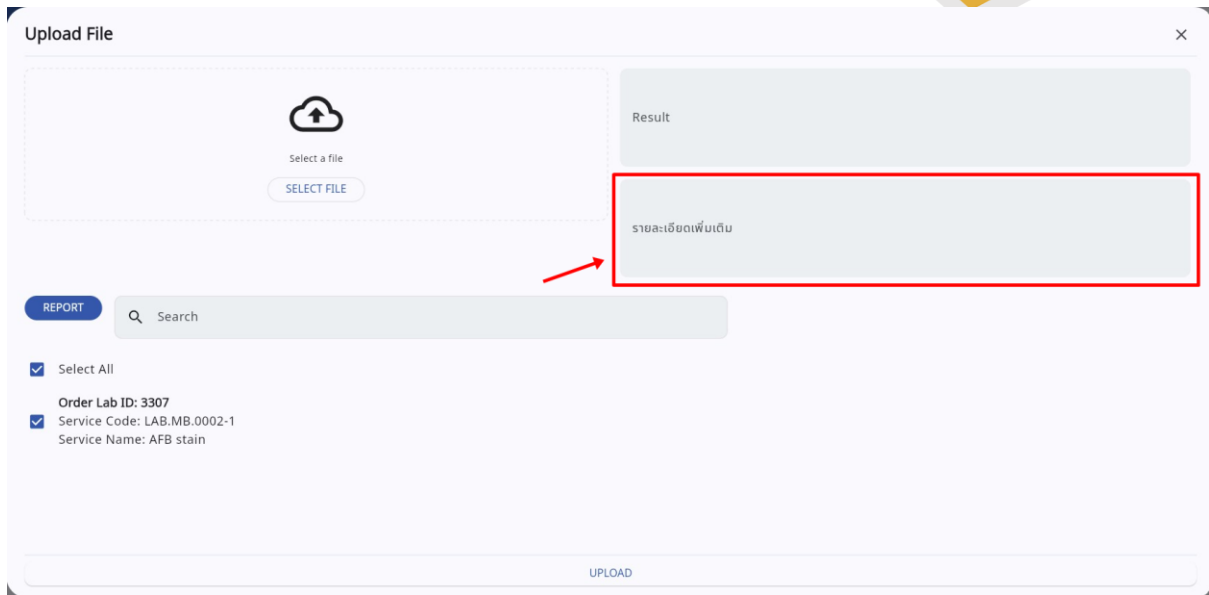 Upload File
Select a file
SELECT FILE
Result
รายละเอียดเพิ่มเติม
REPORT
Search
Select All
Order Lab ID: 3307
Service Code: LAB.MB.0002-1
Service Name: AFB stain
UPLOAD